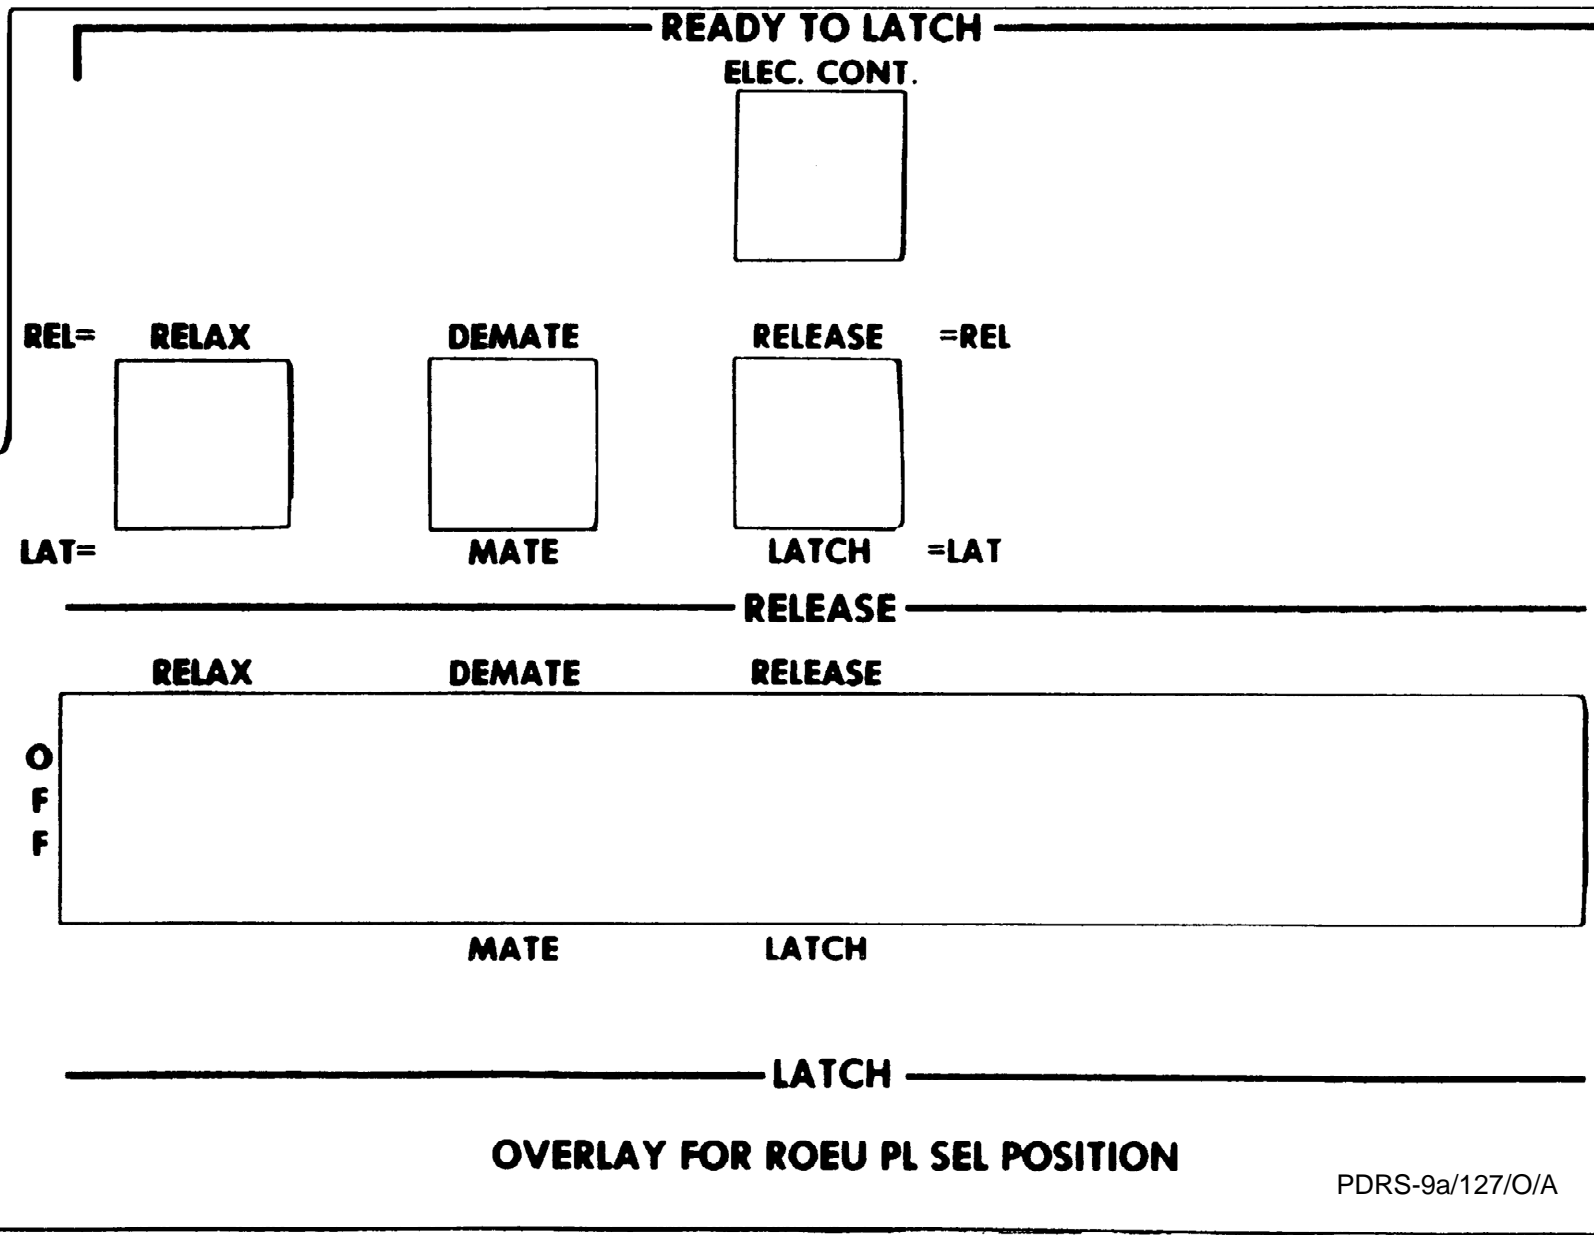 READY TO LATCH
ELEC. CONT.
REL= RELAX DEMATE RELEASE =REL
LAT= MATE LATCH =LAT
RELEASE
RELAX DEMATE RELEASE
O
F
F
MATE LATCH
LATCH
OVERLAY FOR ROEU PL SEL POSITION
PDRS-9a/127/O/A